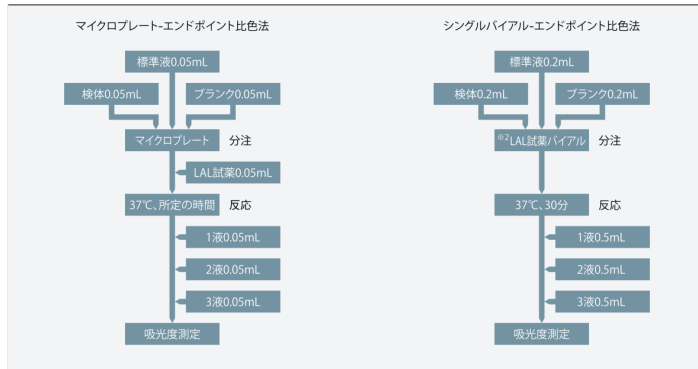 マイクロプレート-エンドポイント比色法
標準液0.05mL
検体0.05mL
ブランク0.05mL
マイクロプレート
分注
LAL試薬0.05mL
37℃、所定の時間
反応
1液0.05mL
2液0.05mL
3液0.05mL
吸光度測定
シングルバイアル-エンドポイント比色法
標準液0.2mL
検体0.2mL
ブランク0.2mL
※2LAL試薬バイアル
分注
37℃、30分
反応
1液0.5mL
2液0.5mL
3液0.5mL
吸光度測定